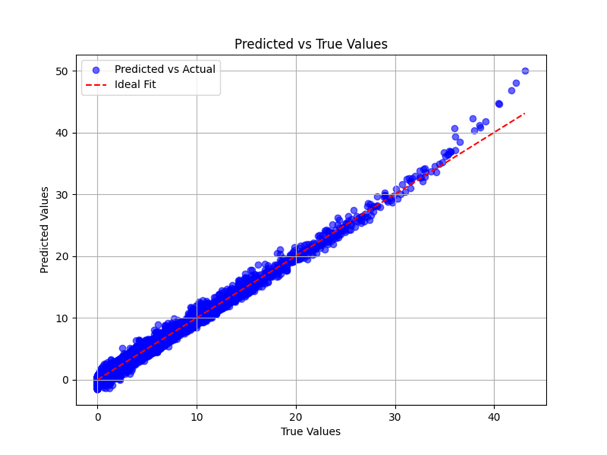 Predicted vs True Values
Predicted vs Actual
Ideal Fit
50
40
30
20
10
0
Predicted Values
0 10 20 30 40
True Values